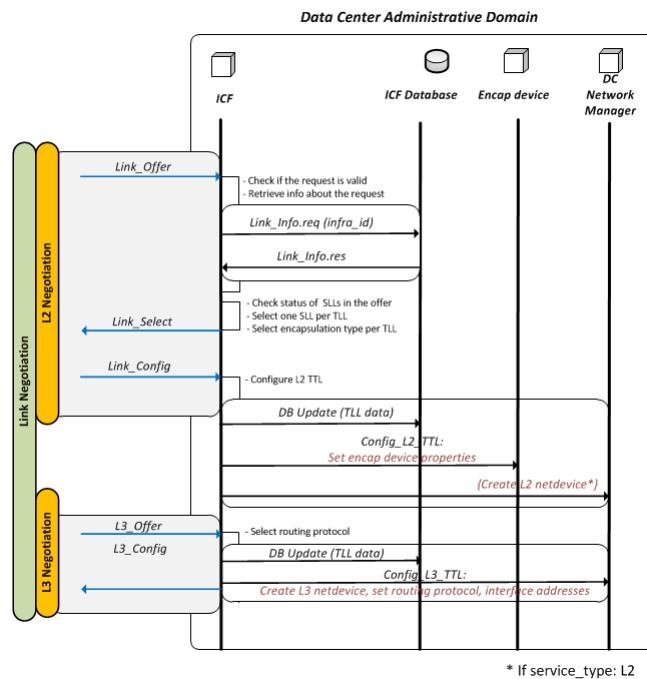 Data Center Administrative Domain
ICF
ICF Database
Encap device
DC
Network
Manager
Link Negotiation
L2 Negotiation
Link_Offer
- Check if the request is valid
- Retrieve info about the request
Link_Info.req (infra_id)
Link_Info.res
- Check status of SLLs in the offer
- Select one SLL per TLL
- Select encapsulation type per TLL
Link_Select
Link_Config
- Configure L2 TTL
DB Update (TLL data)
Config_L2_TTL:
Set encap device properties
(Create L2 netdevice*)
L3 Negotiation
L3_Offer
- Select routing protocol
L3_Config
DB Update (TLL data)
Config_L3_TTL:
Create L3 netdevice, set routing protocol, interface addresses
* If service_type: L2